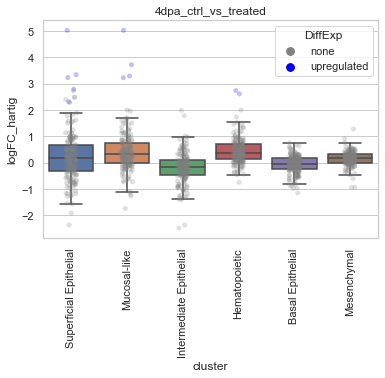 4dpa_ctrl_vs_treated
DiffExp
none
upregulated
logFC_hartig
5
4
3
2
1
0
−1
−2
Superficial Epithelial
Mucosal-like
Intermediate Epithelial
Hematopoietic
Basal Epithelial
Mesenchymal
cluster